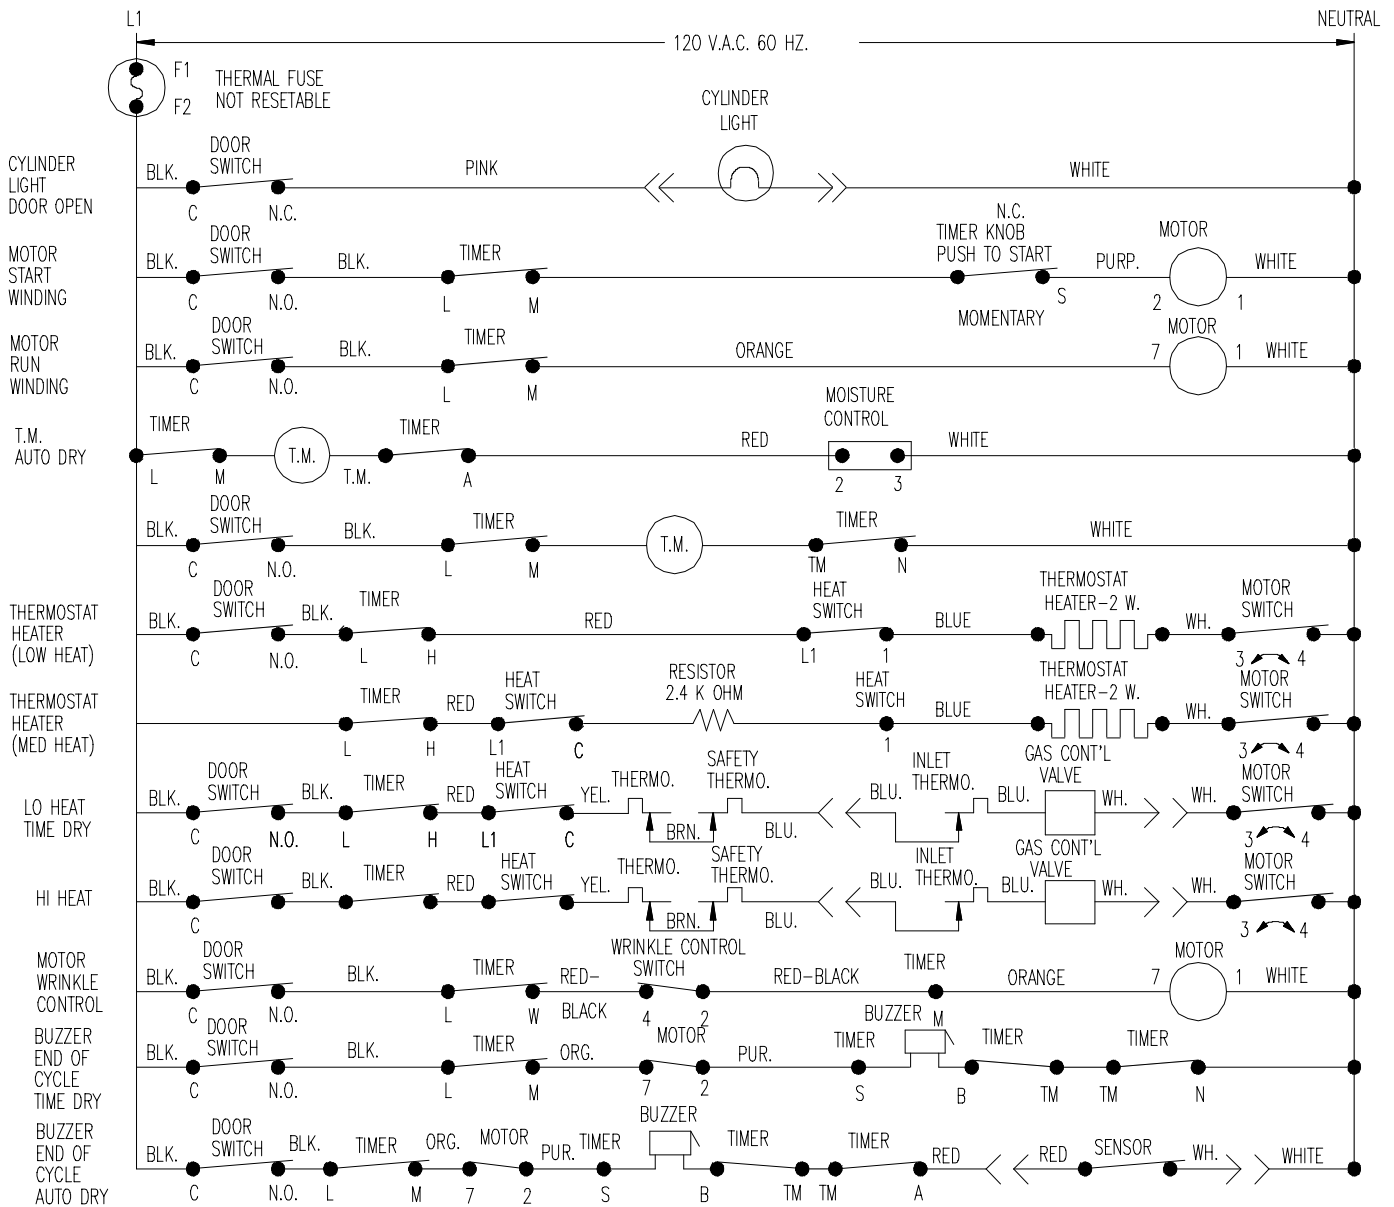 L1
NEUTRAL
120 V.A.C. 60 HZ.
F1
F2
THERMAL FUSE
NOT RESETABLE
CYLINDER
LIGHT
CYLINDER
LIGHT
DOOR OPEN
BLK.
DOOR
SWITCH
C
N.C.
PINK
WHITE
MOTOR
START
WINDING
BLK.
DOOR
SWITCH
C
N.O.
BLK.
TIMER
L
M
N.C.
TIMER KNOB
PUSH TO START
S
MOMENTARY
PURP.
MOTOR
2
1
WHITE
MOTOR
RUN
WINDING
BLK.
DOOR
SWITCH
C
N.O.
BLK.
TIMER
L
M
ORANGE
MOTOR
7
1
WHITE
T.M.
AUTO DRY
TIMER
L
M
T.M.
T.M.
TIMER
A
RED
MOISTURE
CONTROL
2
3
WHITE
BLK.
DOOR
SWITCH
C
N.O.
BLK.
TIMER
L
M
T.M.
TIMER
TM
N
WHITE
THERMOSTAT
HEATER
(LOW HEAT)
BLK.
DOOR
SWITCH
C
N.O.
BLK.
TIMER
L
H
RED
HEAT
SWITCH
L1
1
BLUE
THERMOSTAT
HEATER-2 W.
WH.
MOTOR
SWITCH
3
4
THERMOSTAT
HEATER
(MED HEAT)
TIMER
L
H
RED
HEAT
SWITCH
L1
C
RESISTOR
2.4 K OHM
HEAT
SWITCH
1
BLUE
THERMOSTAT
HEATER-2 W.
WH.
MOTOR
SWITCH
3
4
LO HEAT
TIME DRY
BLK.
DOOR
SWITCH
C
N.O.
BLK.
TIMER
L
H
RED
HEAT
SWITCH
L1
C
YEL.
THERMO.
BRN.
SAFETY
THERMO.
BLU.
BLU.
INLET
THERMO.
BLU.
GAS CONT'L
VALVE
WH.
WH.
MOTOR
SWITCH
3
4
HI HEAT
BLK.
DOOR
SWITCH
C
BLK.
TIMER
RED
HEAT
SWITCH
YEL.
THERMO.
BRN.
SAFETY
THERMO.
BLU.
BLU.
INLET
THERMO.
BLU.
GAS CONT'L
VALVE
WH.
WH.
MOTOR
SWITCH
3
4
MOTOR
WRINKLE
CONTROL
BLK.
DOOR
SWITCH
C
N.O.
BLK.
TIMER
L
W
RED-
BLACK
WRINKLE CONTROL
SWITCH
4
2
RED-BLACK
TIMER
M
ORANGE
MOTOR
7
1
WHITE
BUZZER
END OF
CYCLE
TIME DRY
BLK.
DOOR
SWITCH
C
N.O.
BLK.
TIMER
L
M
ORG.
MOTOR
7
2
PUR.
TIMER
S
BUZZER
B
TIMER
TM
TM
TIMER
N
BUZZER
END OF
CYCLE
AUTO DRY
BLK.
DOOR
SWITCH
C
N.O.
BLK.
TIMER
L
M
ORG.
MOTOR
7
2
PUR.
TIMER
S
BUZZER
B
TIMER
TM
TM
TIMER
A
RED
RED
SENSOR
WH.
WHITE